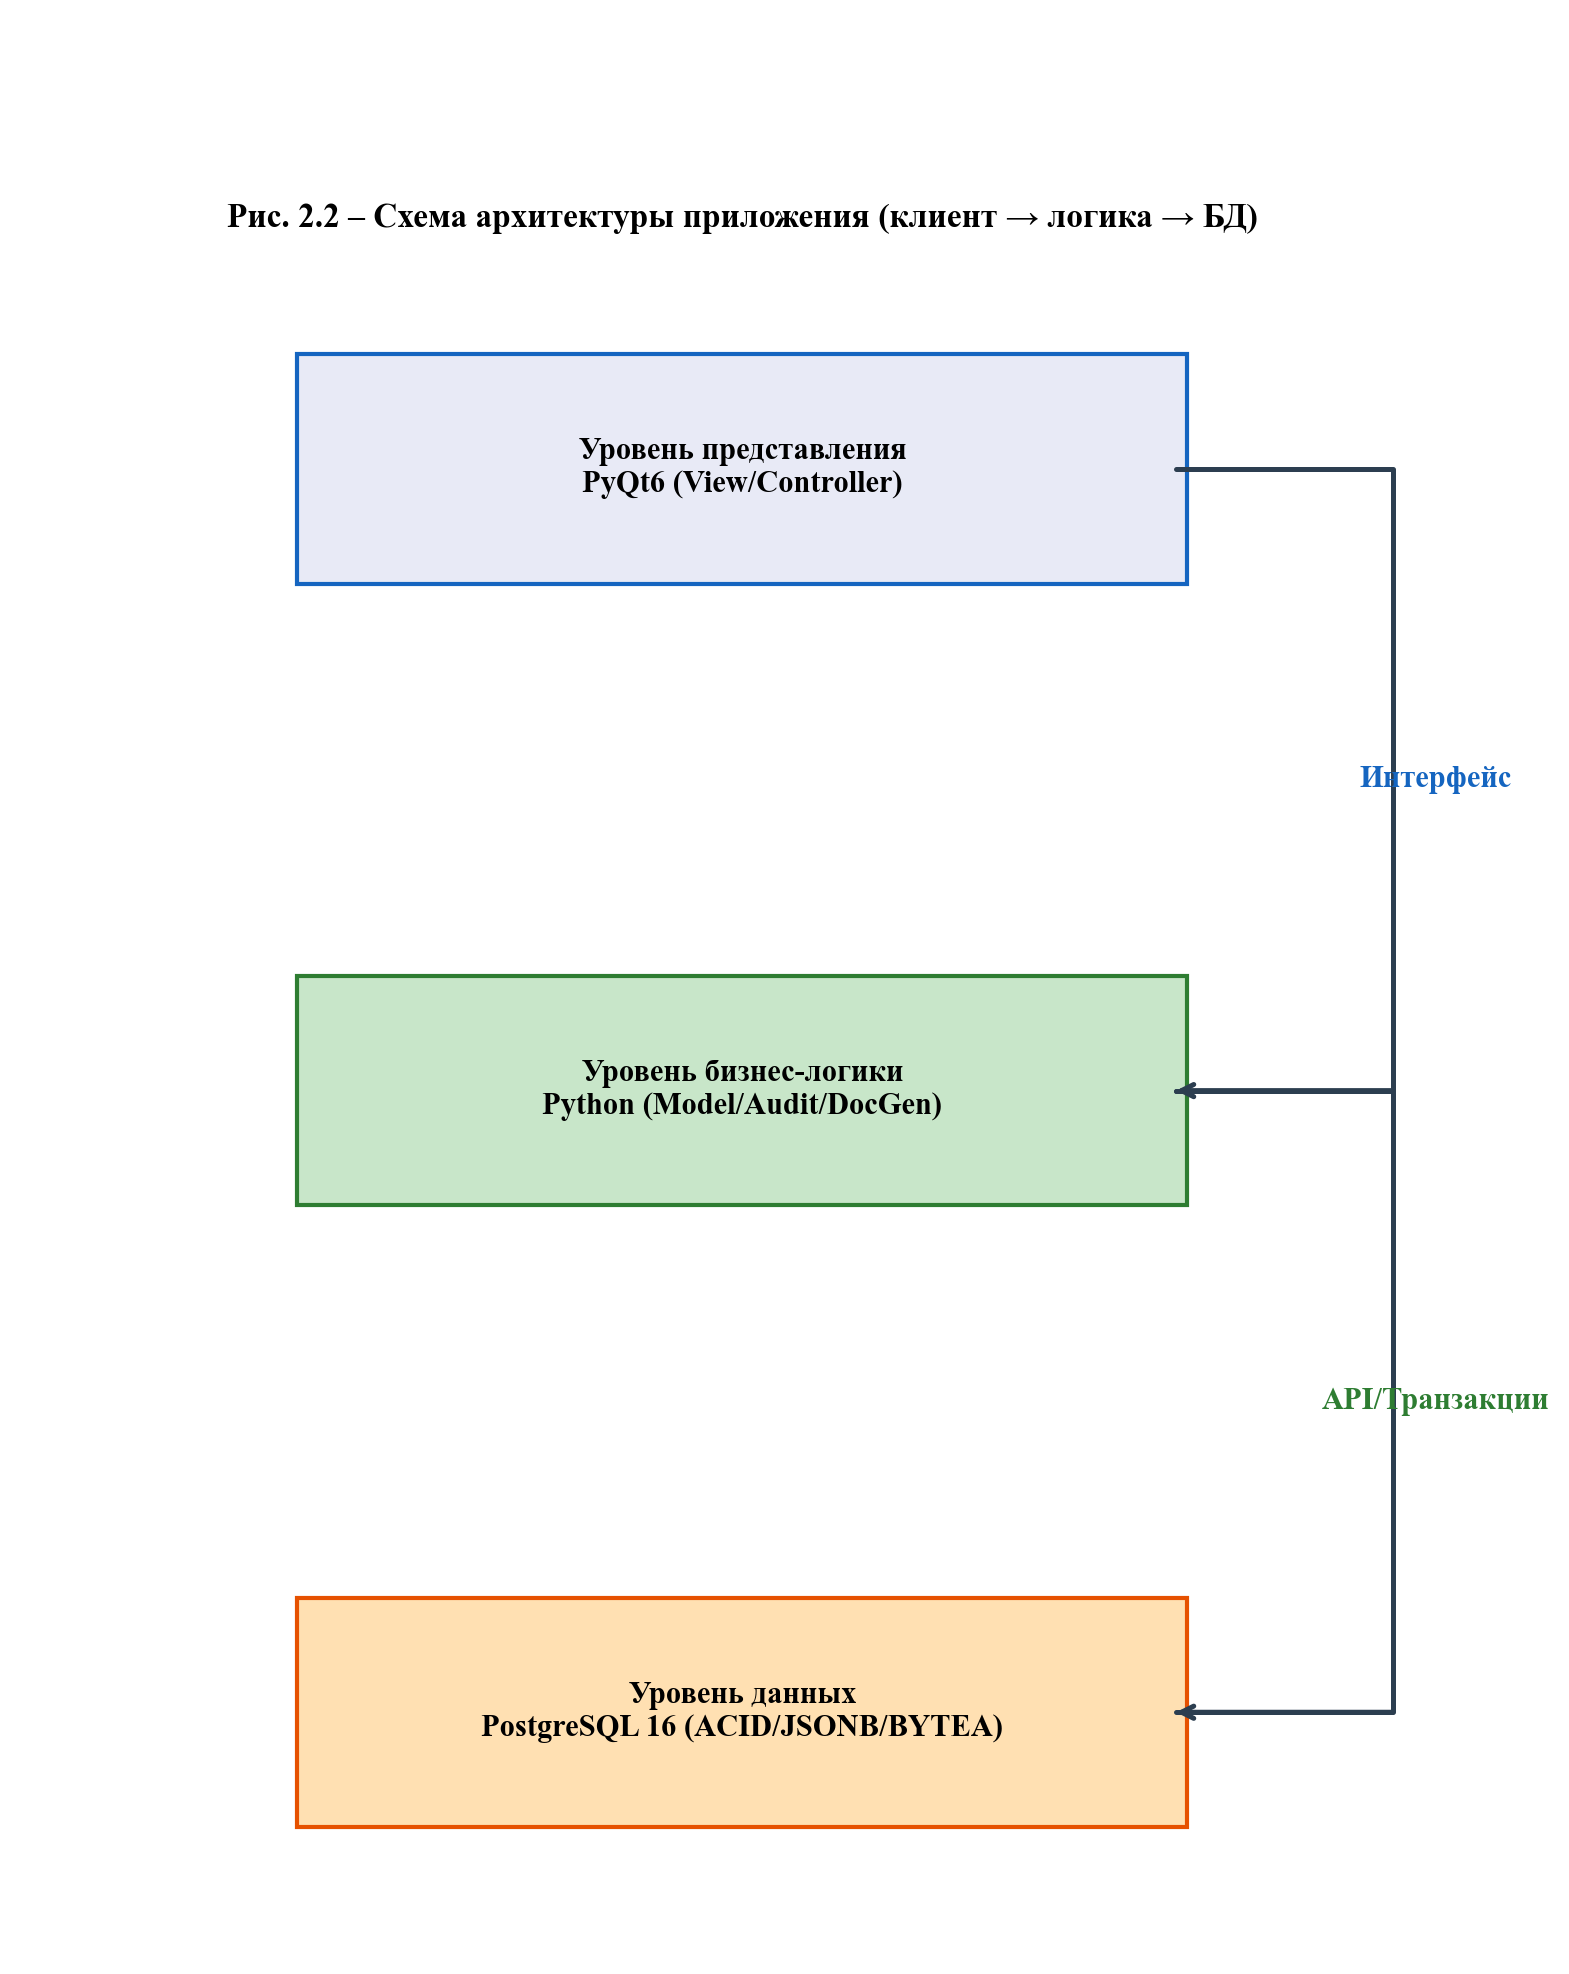 Рис. 2.2 – Схема архитектуры приложения (клиент → логика → БД)
Уровень представления
PyQt6 (View/Controller)
Интерфейс
Уровень бизнес-логики
Python (Model/Audit/DocGen)
API/Транзакции
Уровень данных
PostgreSQL 16 (ACID/JSONB/BYTEA)